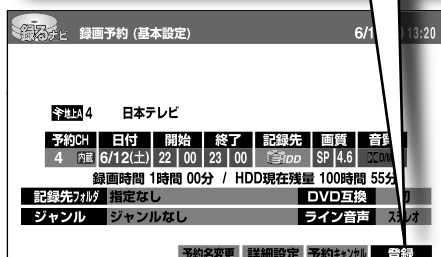 録るナビ 録画予約 (基本設定) 6/1 ) 13:20
地上A 4 日本テレビ
予約CH 日付 開始 終了 記録先 画質 音質
4 内蔵 6/12(土) 22 00 23 00 HDD SP 4.6
録画時間 1時間 00分 / HDD現在残量 100時間 55分
記録先フォルダ 指定なし DVD互換 切
ジャンル ジャンルなし ライン音声 ステレオ
予約名変更 詳細設定 予約キャンセル 登録